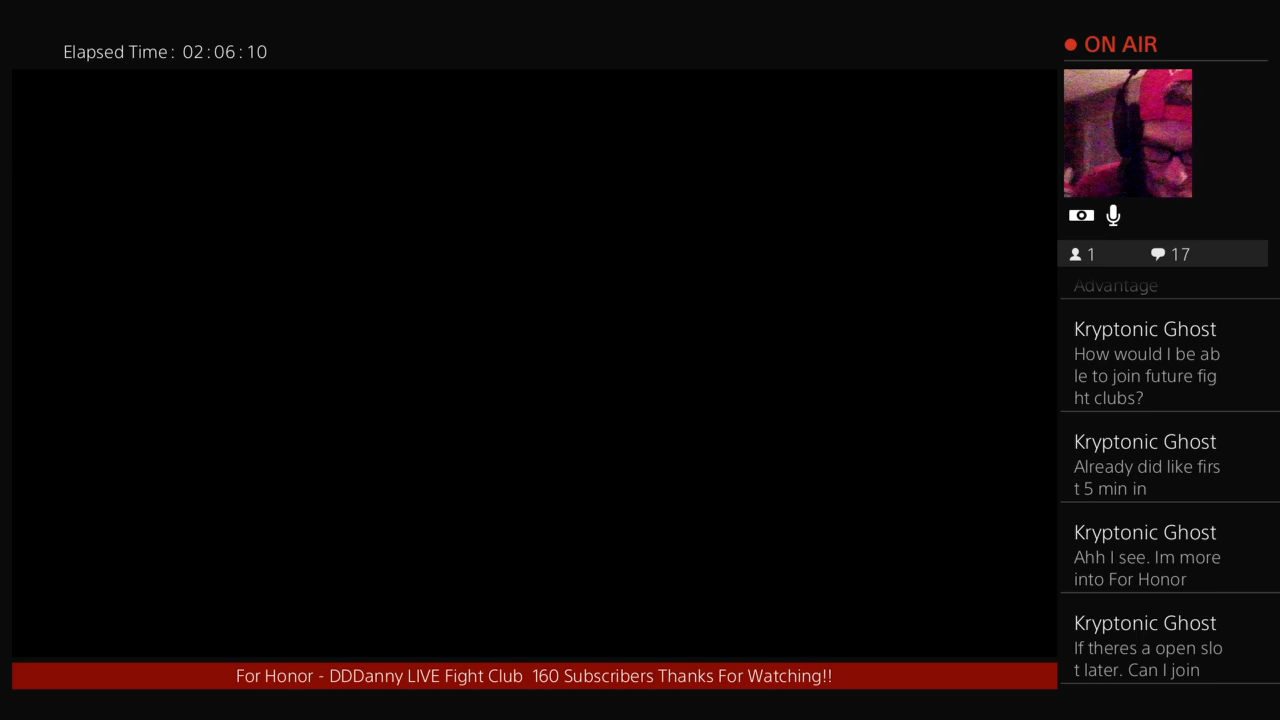 Elapsed Time: 02:06:10
ON AIR
1
17
Advantage
Kryptonic Ghost
How would I be ab
le to join future fig
ht clubs?
Kryptonic Ghost
Already did like firs
t 5 min in
Kryptonic Ghost
Ahh I see. Im more
into For Honor
Kryptonic Ghost
If theres a open slo
t later. Can I join
For Honor - DDDanny LIVE Fight Club 160 Subscribers Thanks For Watching!!